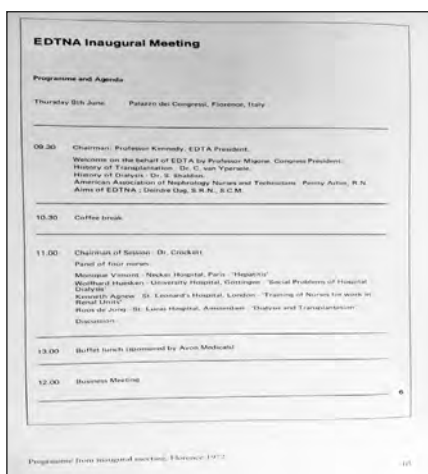 EDTNA Inaugural Meeting
Programme and Agenda
Thursday 8th June Palazzo dei Congressi, Florence, Italy
09.30 Chairman: Professor Kennedy, EDTA President.
Welcome on the behalf of EDTA by Professor Migone, Congress President.
History of Transplantation - Dr. C. van Ypersele.
History of Dialysis - Dr. S. Shaldon.
American Association of Nephrology Nurses and Technicians - Penny R.N.
Aims of EDTNA : Deirdre Day, S.R.N., S.C.M.
10.30 Coffee break
11.00 Chairman of Session : Dr. Crockett
Panel of four nurses
Monique Vimont - Necker Hospital, Paris - "Hepatitis"
Wolfhard - University Hospital, - "Social Problems of Hospital
Dialysis"
Kenneth Agnew - St. Leonard's Hospital, London - "Training of Nurses for work in
Renal Units"
Roos de Jong - St. Lucas Hospital, Amsterdam - "Dialysis and Transplantation"
Discussion
13.00 Buffet lunch (sponsored by Avon Medicals)
12.00 Business Meeting
6
Programme from inaugural meeting, Florence 1972